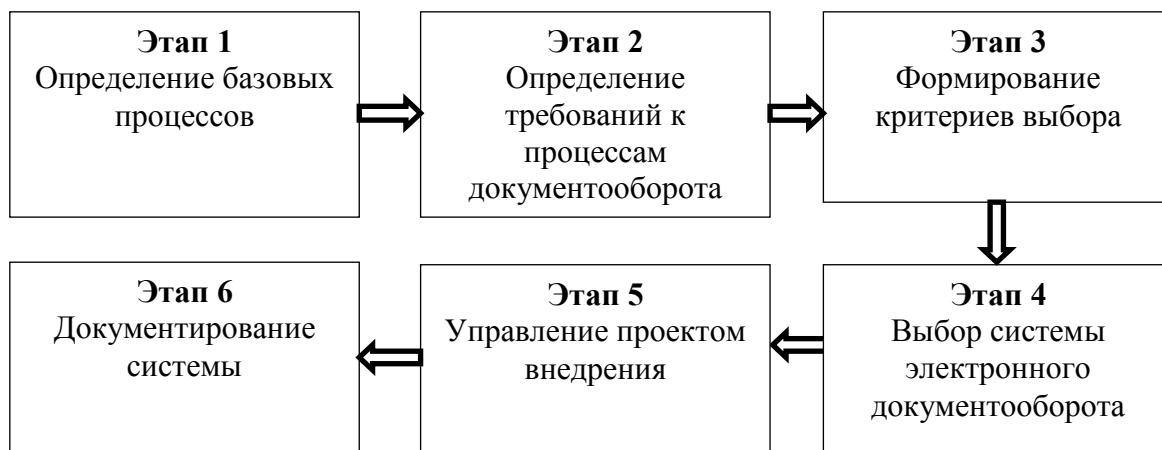 Этап 1
Определение базовых
процессов
Этап 2
Определение
требований к
процессам
документооборота
Этап 3
Формирование
критериев выбора
Этап 4
Выбор системы
электронного
документооборота
Этап 5
Управление проектом
внедрения
Этап 6
Документирование
системы